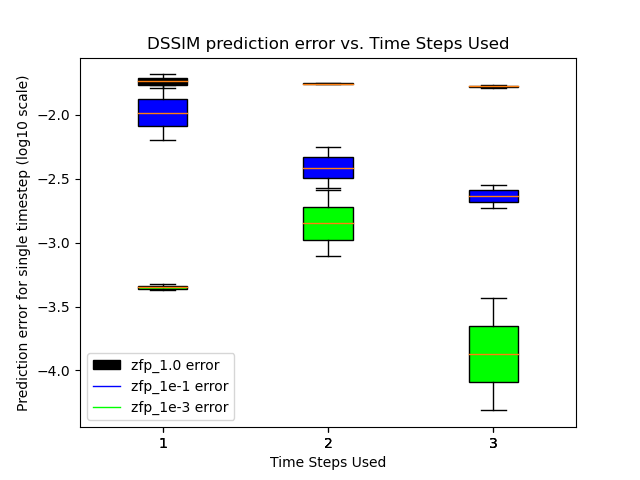 DSSIM prediction error vs. Time Steps Used
Prediction error for single timestep (log10 scale)
−2.0
−2.5
−3.0
−3.5
−4.0
zfp_1.0 error
zfp_1e-1 error
zfp_1e-3 error
1
2
3
Time Steps Used